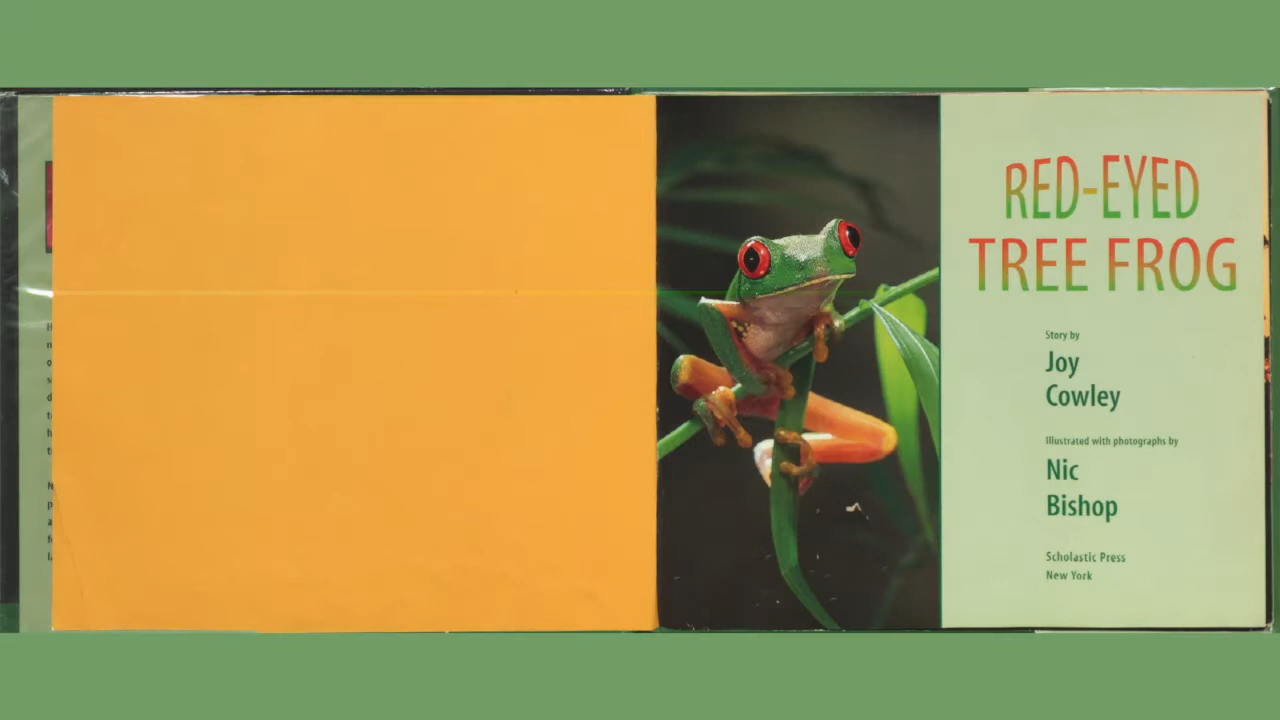 RED-EYED
TREE FROG
Story by
Joy
Cowley
Illustrated with photographs by
Nic
Bishop
Scholastic Press
New York